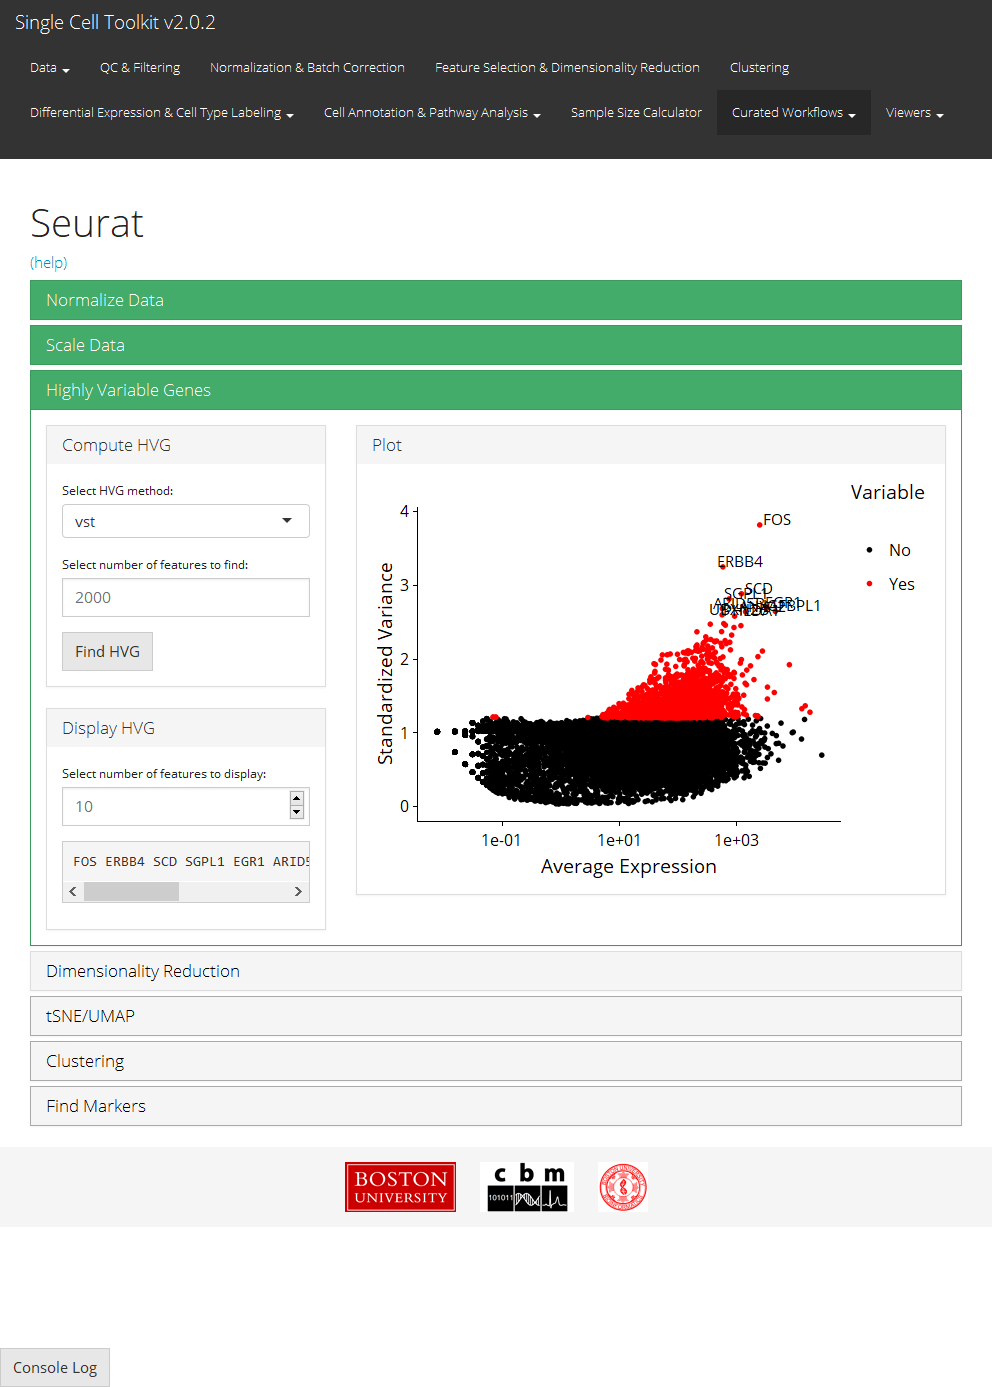 Single Cell Toolkit v2.0.2
Data
QC & Filtering
Normalization & Batch Correction
Feature Selection & Dimensionality Reduction
Clustering
Differential Expression & Cell Type Labeling
Cell Annotation & Pathway Analysis
Sample Size Calculator
Curated Workflows
Viewers
Seurat
(help)
Normalize Data
Scale Data
Highly Variable Genes
Compute HVG
Select HVG method:
vst
Select number of features to find:
2000
Find HVG
Display HVG
Select number of features to display:
10
FOS ERBB4 SCD SGPL1 EGR1 ARID5
Plot
Variable
No
Yes
FOS
ERBB4
SCD
SGPL1
EGR1
Standardized Variance
4
3
2
1
0
1e-01
1e+01
1e+03
Average Expression
Dimensionality Reduction
tSNE/UMAP
Clustering
Find Markers
BOSTON
UNIVERSITY
cbm
101011
Console Log